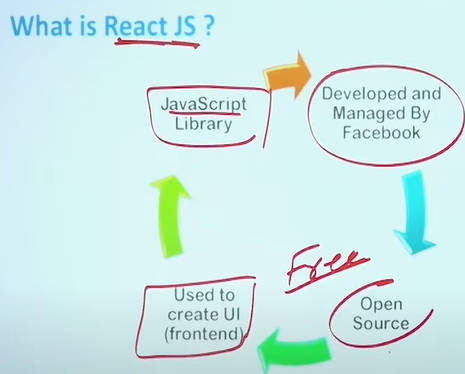 What is React JS ?
JavaScript
Library
Developed and
Managed By
Facebook
Free
Used to
create UI
(frontend)
Open
Source